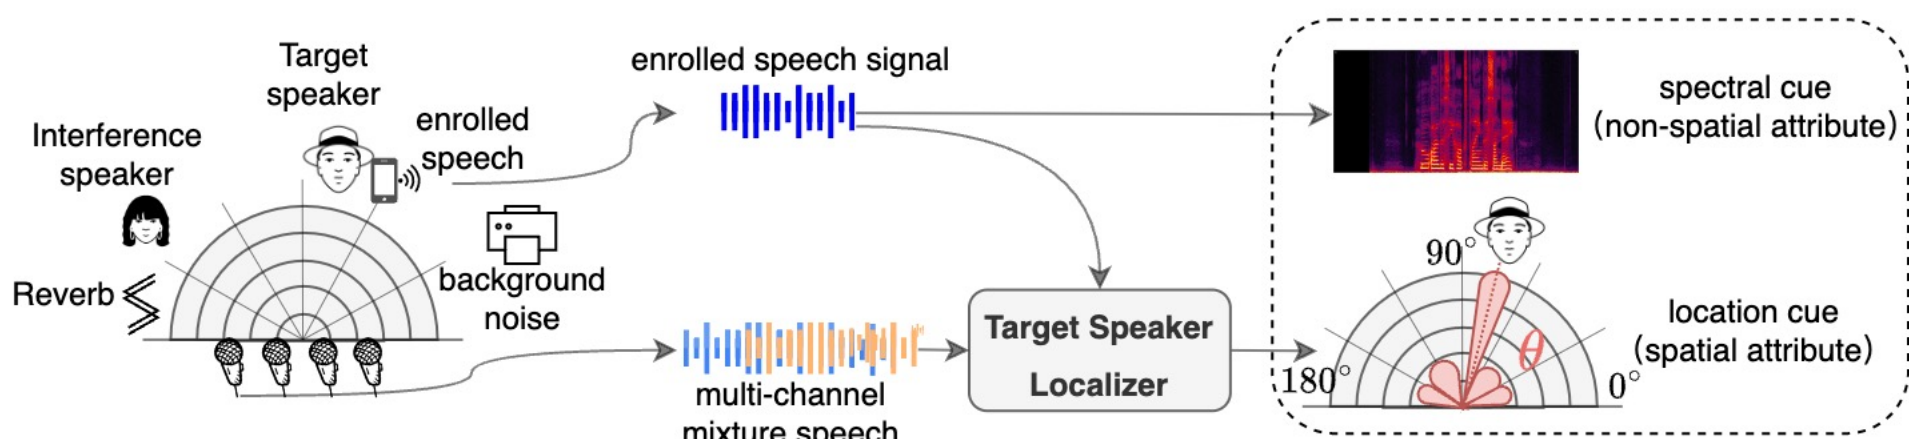 Target
speaker
enrolled
speech
Interference
speaker
Reverb
background
noise
enrolled speech signal
multi-channel
mixture speech
Target Speaker
Localizer
spectral cue
(non-spatial attribute)
90°
180°
θ
0°
location cue
(spatial attribute)